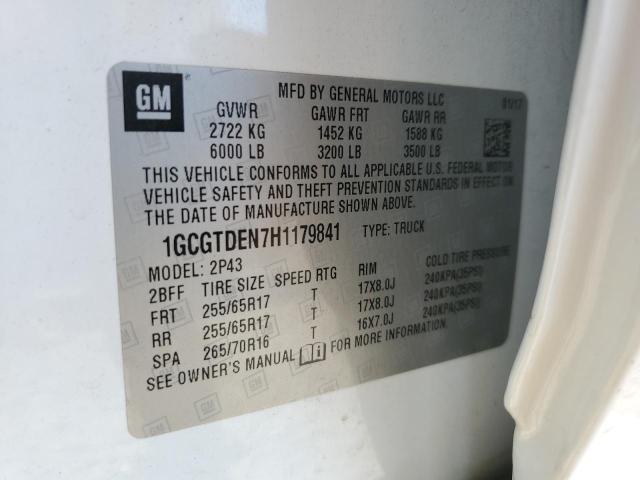 GM
MFD BY GENERAL MOTORS LLC 01/17
GVWR GAWR FRT GAWR RR
2722 KG 1452 KG 1588 KG
6000 LB 3200 LB 3500 LB
THIS VEHICLE CONFORMS TO ALL APPLICABLE U.S. FEDERAL MOTOR
VEHICLE SAFETY AND THEFT PREVENTION STANDARDS IN EFFECT ON
THE DATE OF MANUFACTURE SHOWN ABOVE.
1GCGTDEN7H1179841 TYPE: TRUCK
MODEL: 2P43
2BFF TIRE SIZE SPEED RTG RIM COLD TIRE PRESSURE
FRT 255/65R17 T 17X8.0J 240KPA(35PSI)
RR 255/65R17 T 17X8.0J 240KPA(35PSI)
SPA 265/70R16 T 16X7.0J 240KPA(35PSI)
SEE OWNER'S MANUAL FOR MORE INFORMATION.